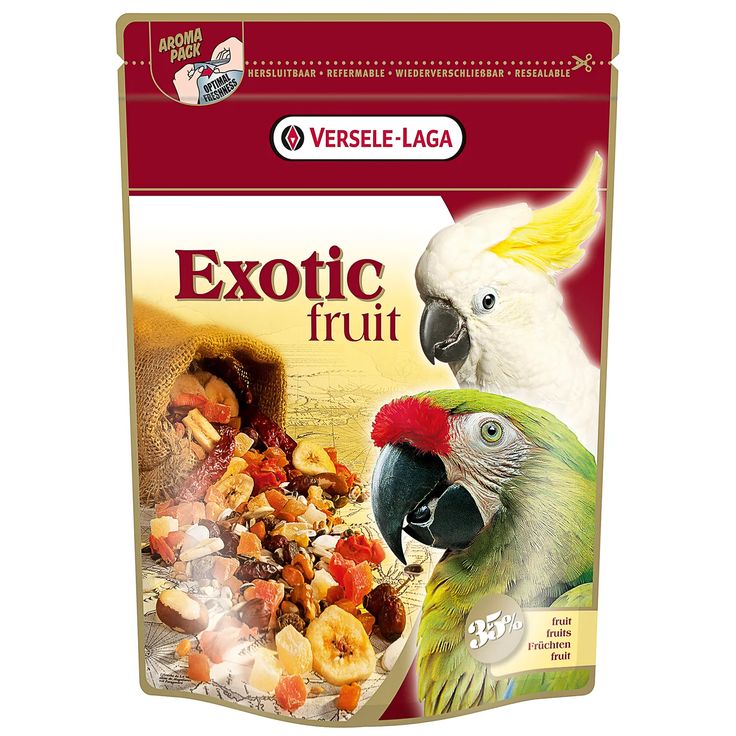 AROMA
PACK
OPTIMAL
FRESHNESS
HERSLUITBAAR • REFERMABLE • WIEDERVERSCHLIEßBAR • RESEALABLE
VERSELE-LAGA
Exotic
fruit
35%
fruit
fruits
Früchten
fruit